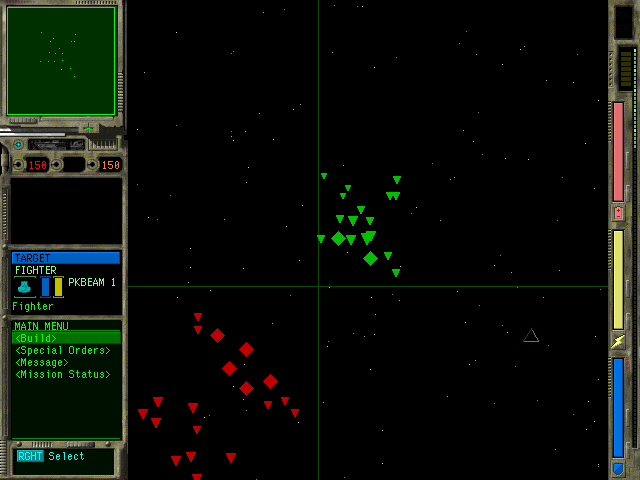 150 150
TARGET
FIGHTER
PKBEAM 1
Fighter
MAIN MENU
<Build>
<Special Orders>
<Message>
<Mission Status>
RGHT Select